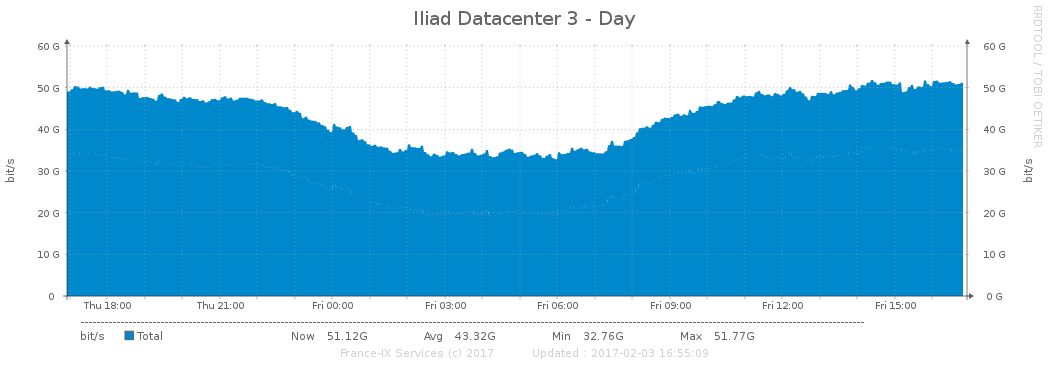 Iliad Datacenter 3 - Day
RRDTOOL / TOBI OETIKER
60 G 60 G
50 G 50 G
40 G 40 G
30 G 30 G
20 G 20 G
10 G 10 G
0 0 G
bit/s bit/s
Thu 18:00 Thu 21:00 Fri 00:00 Fri 03:00 Fri 06:00 Fri 09:00 Fri 12:00 Fri 15:00
bit/s Total Now 51.12G Avg 43.32G Min 32.76G Max 51.77G
France-IX Services (c) 2017 Updated : 2017-02-03 16:55:09